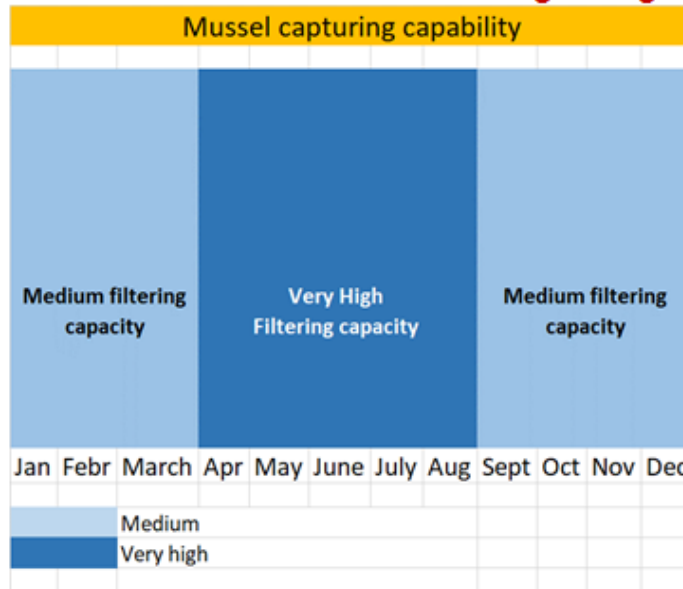 Mussel capturing capability
Medium filtering
capacity
Very High
Filtering capacity
Medium filtering
capacity
Jan Febr March Apr May June July Aug Sept Oct Nov Dec
Medium
Very high